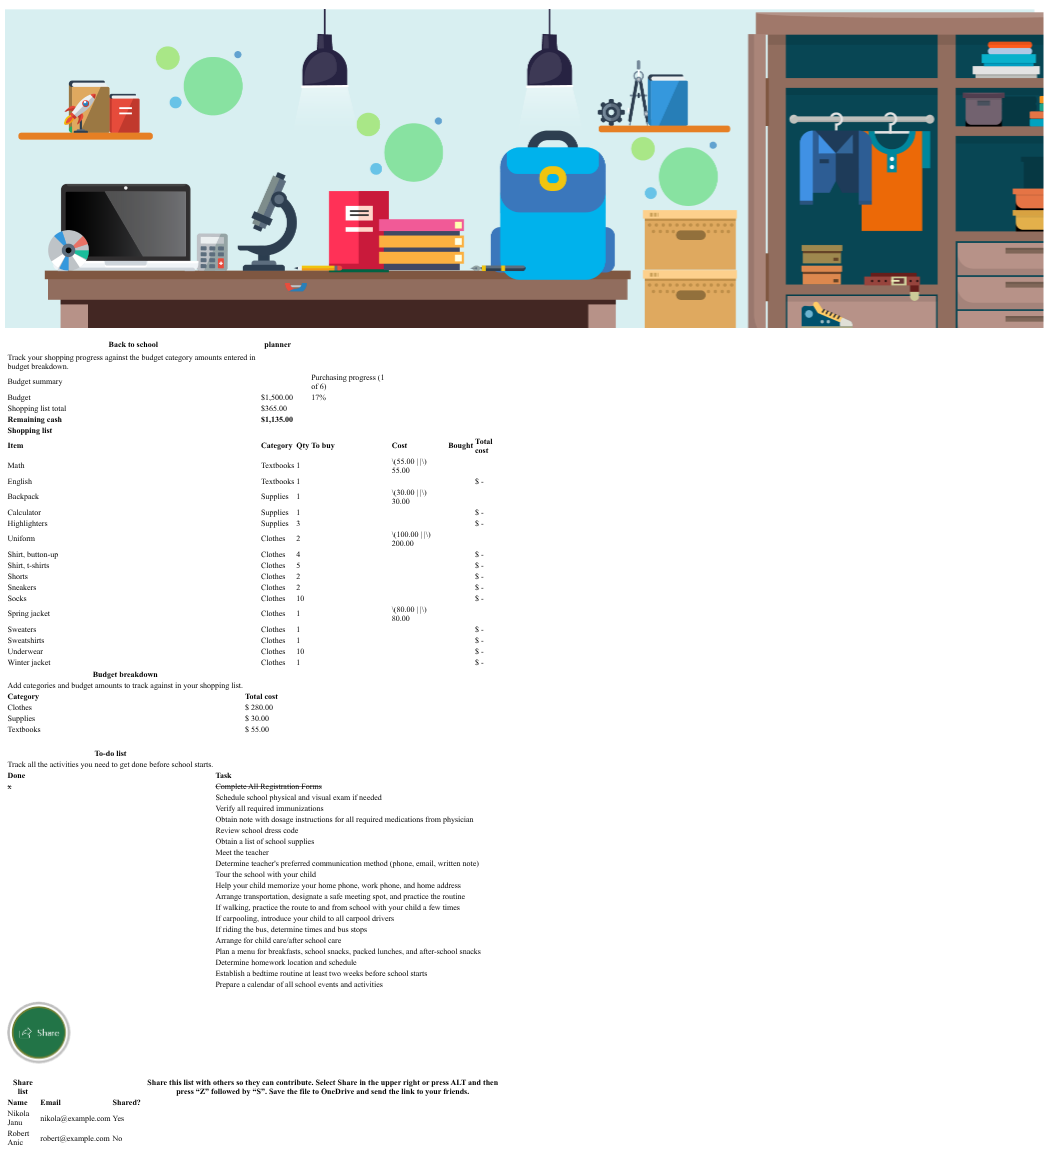 Back to school planner
Track your shopping progress against the budget category amounts entered in
budget breakdown.
Budget summary Purchasing progress (1
of 6)
Budget $1,500.00 17%
Shopping list total $365.00
Remaining cash $1,135.00
Shopping list
Item Category Qty To buy Cost Bought Total
cost
Math Textbooks 1 \(55.00 ||\)
55.00
English Textbooks 1 $ -
Backpack Supplies 1 \(30.00 ||\)
30.00
Calculator Supplies 1 $ -
Highlighters Supplies 3 $ -
Uniform Clothes 2 \(100.00 ||\)
200.00
Shirt, button-up Clothes 4 $ -
Shirt, t-shirts Clothes 5 $ -
Shorts Clothes 2 $ -
Sneakers Clothes 2 $ -
Socks Clothes 10 $ -
Spring jacket Clothes 1 \(80.00 ||\)
80.00
Sweaters Clothes 1 $ -
Sweatshirts Clothes 1 $ -
Underwear Clothes 10 $ -
Winter jacket Clothes 1 $ -
Budget breakdown
Add categories and budget amounts to track against in your shopping list.
Category Total cost
Clothes $ 280.00
Supplies $ 30.00
Textbooks $ 55.00
To-do list
Track all the activities you need to get done before school starts.
Done Task
x Complete All Registration Forms
Schedule school physical and visual exam if needed
Verify all required immunizations
Obtain note with dosage instructions for all required medications from physician
Review school dress code
Obtain a list of school supplies
Meet the teacher
Determine teacher's preferred communication method (phone, email, written note)
Tour the school with your child
Help your child memorize your home phone, work phone, and home address
Arrange transportation, designate a safe meeting spot, and practice the routine
If walking, practice the route to and from school with your child a few times
If carpooling, introduce your child to all carpool drivers
If riding the bus, determine times and bus stops
Arrange for child care/after school care
Plan a menu for breakfasts, school snacks, packed lunches, and after-school snacks
Determine homework location and schedule
Establish a bedtime routine at least two weeks before school starts
Prepare a calendar of all school events and activities
Share
Share
list
Share this list with others so they can contribute. Select Share in the upper right or press ALT and then
press “Z” followed by “S”. Save the file to OneDrive and send the link to your friends.
Name Email Shared?
Nikola
Janu nikola@example.com Yes
Robert
Anic robert@example.com No